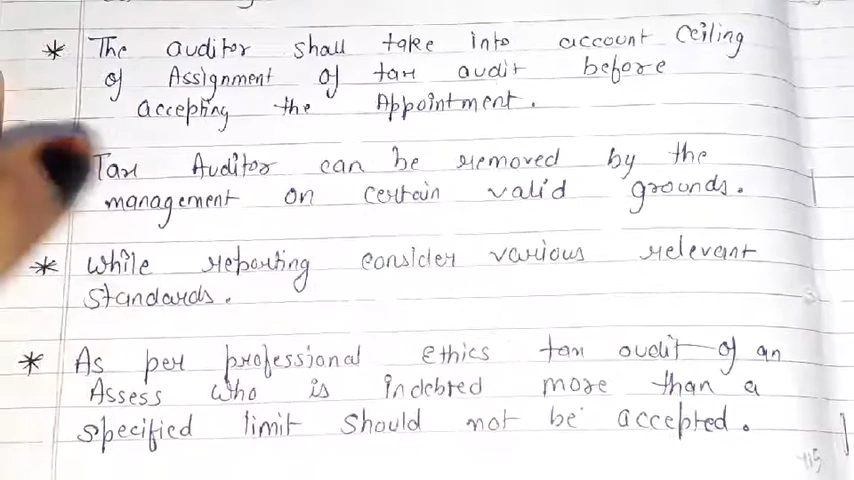 * The auditor shall take into account ceiling
of Assignment of tax audit before
accepting the Appointment.
Tax Auditor can be removed by the
management on certain valid grounds.
* While reporting consider various relevant
standards.
* As per professional ethics tax audit of an
Assess who is indebted more than a
specified limit should not be accepted.